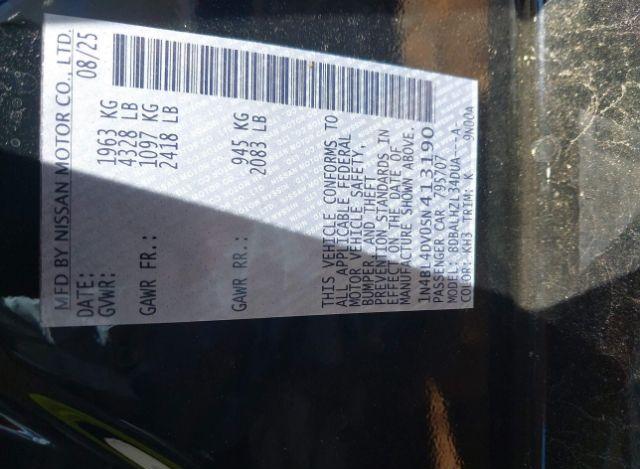 MFD BY NISSAN MOTOR CO., LTD.
DATE: 08/25
GVWR: 1963 KG
4328 LB
GAWR FR.: 1097 KG
2418 LB
GAWR RR.: 945 KG
2083 LB
THIS VEHICLE CONFORMS TO
ALL APPLICABLE FEDERAL
MOTOR VEHICLE SAFETY,
BUMPER, AND THEFT
PREVENTION STANDARDS IN
EFFECT ON THE DATE OF
MANUFACTURE SHOWN ABOVE.
1N4BL4DV0SN413190
PASSENGER CAR 795707
MODEL: BDBALHZL34DUA---A-
COLOR: KH3 TRIM: K 9N00A